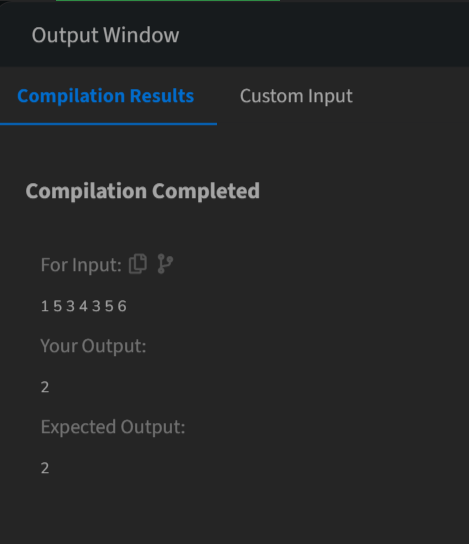 Output Window
Compilation Results Custom Input
Compilation Completed
For Input:
1 5 3 4 3 5 6
Your Output:
2
Expected Output:
2